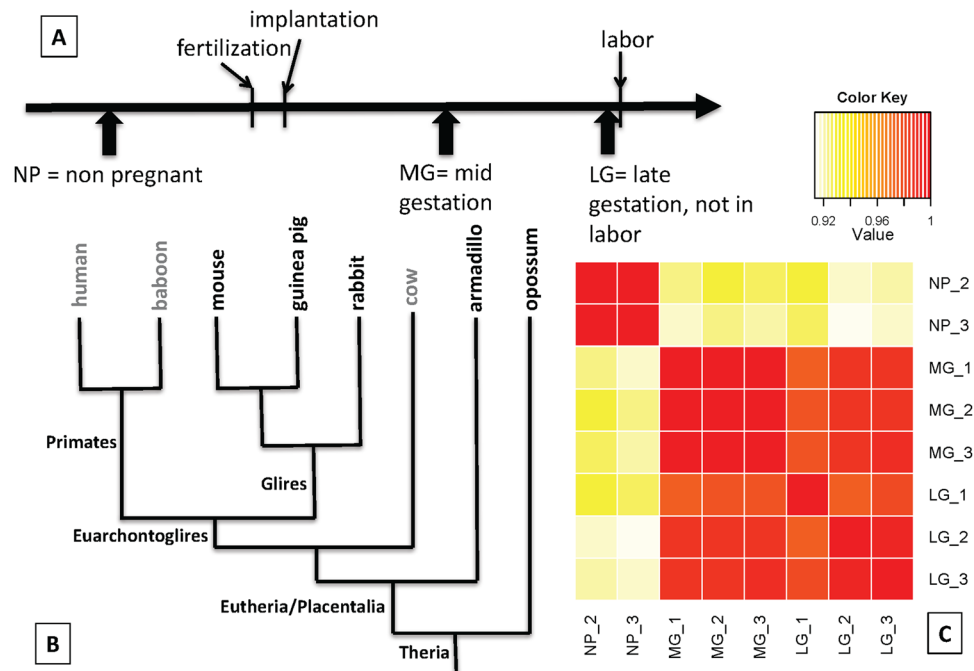 A
implantation
fertilization
labor
NP = non pregnant
MG= mid
gestation
LG= late
gestation, not in
labor
Color Key
0.92 0.96 1
Value
human
baboon
mouse
guinea pig
rabbit
cow
armadillo
opossum
Primates
Glires
Euarchontoglires
Eutheria/Placentalia
Theria
B
NP_2
NP_3
MG_1
MG_2
MG_3
LG_1
LG_2
LG_3
NP_2
NP_3
MG_1
MG_2
MG_3
LG_1
LG_2
LG_3
C